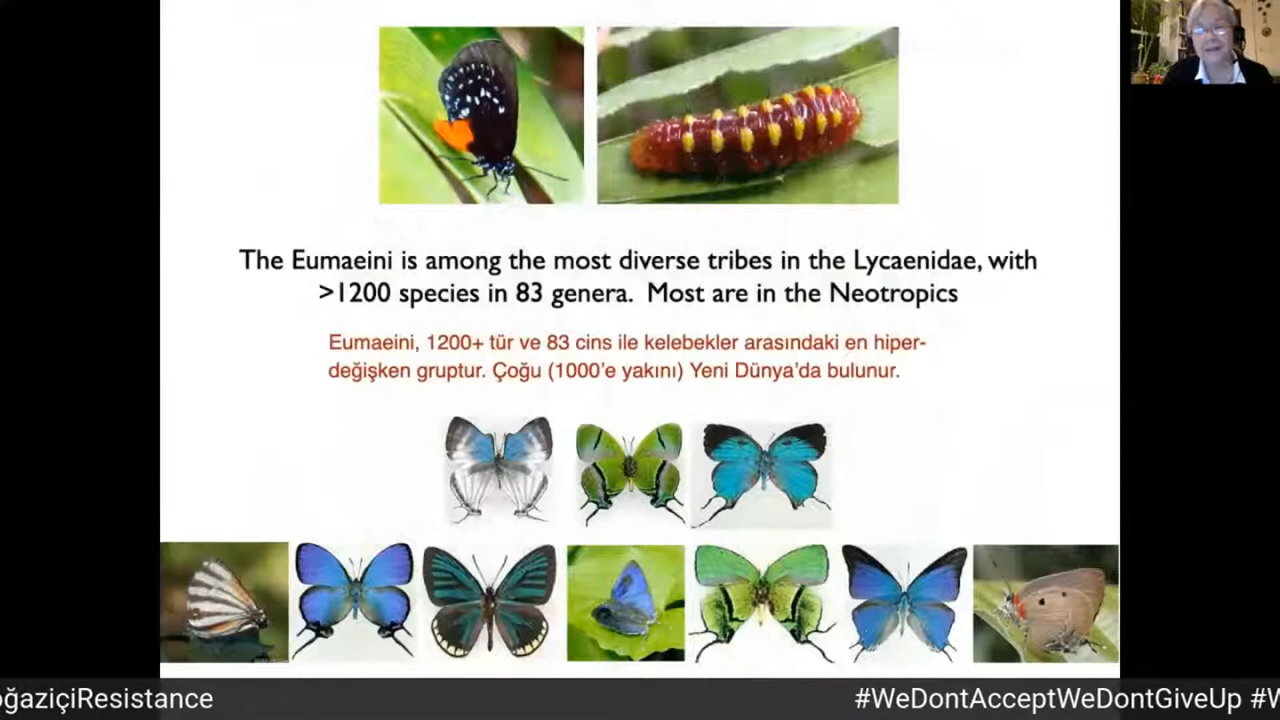 The Eumaeini is among the most diverse tribes in the Lycaenidae, with
>1200 species in 83 genera. Most are in the Neotropics
Eumaeini, 1200+ tür ve 83 cins ile kelebekler arasındaki en hiper-
değişken gruptur. Çoğu (1000'e yakını) Yeni Dünya'da bulunur.
oğaziçiResistance #WeDontAcceptWeDontGiveUp #W